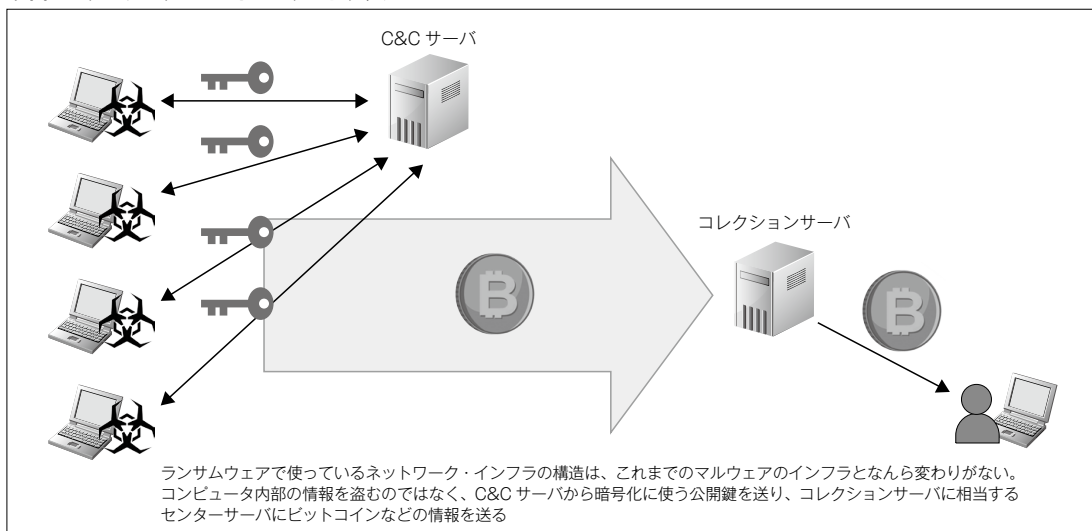 C&C サーバ
コレクションサーバ
ランサムウェアで使っているネットワーク・インフラの構造は、これまでのマルウェアのインフラとなんら変わりがない。
コンピュータ内部の情報を盗むのではなく、C&C サーバから暗号化に使う公開鍵を送り、コレクションサーバに相当する
センターサーバにビットコインなどの情報を送る